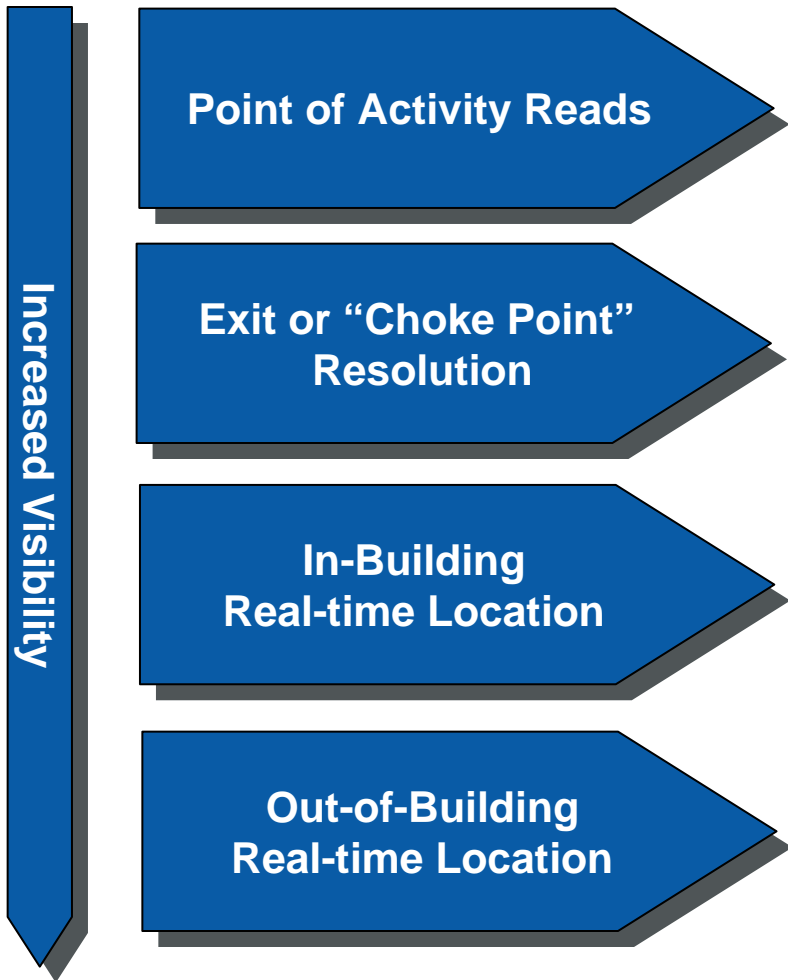 Increased Visibility
Point of Activity Reads
Exit or “Choke Point”
Resolution
In-Building
Real-time Location
Out-of-Building
Real-time Location